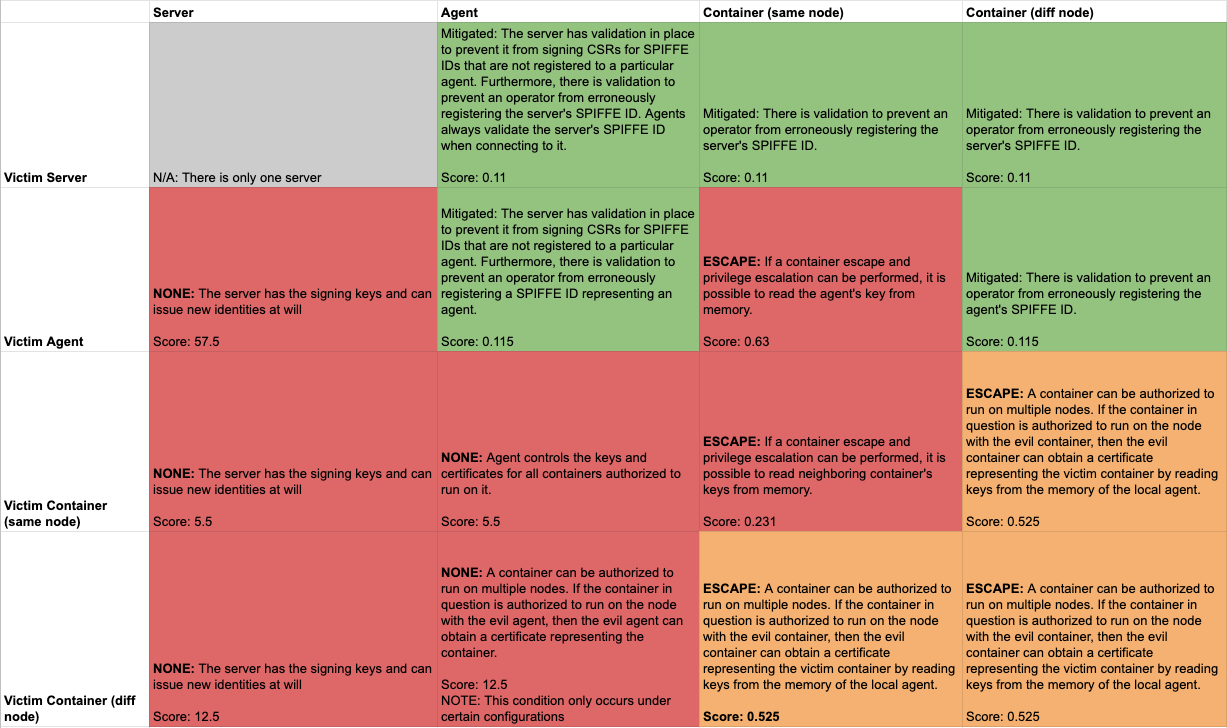 Server
Agent
Container (same node)
Container (diff node)
Victim Server
N/A: There is only one server
Mitigated: The server has validation in place
to prevent it from signing CSRs for SPIFFE
IDs that are not registered to a particular
agent. Furthermore, there is validation to
prevent an operator from erroneously
registering the server's SPIFFE ID. Agents
always validate the server's SPIFFE ID
when connecting to it.
Score: 0.11
Mitigated: There is validation to prevent an
operator from erroneously registering the
server's SPIFFE ID.
Score: 0.11
Mitigated: There is validation to prevent an
operator from erroneously registering the
server's SPIFFE ID.
Score: 0.11
Victim Agent
NONE: The server has the signing keys and can
issue new identities at will
Score: 57.5
Mitigated: The server has validation in place
to prevent it from signing CSRs for SPIFFE
IDs that are not registered to a particular
agent. Furthermore, there is validation to
prevent an operator from erroneously
registering a SPIFFE ID representing an
agent.
Score: 0.115
ESCAPE: If a container escape and
privilege escalation can be performed, it is
possible to read the agent's key from
memory.
Score: 0.63
Mitigated: There is validation to prevent an
operator from erroneously registering the
agent's SPIFFE ID.
Score: 0.115
Victim Container
(same node)
NONE: The server has the signing keys and can
issue new identities at will
Score: 5.5
NONE: Agent controls the keys and
certificates for all containers authorized to
run on it.
Score: 5.5
ESCAPE: If a container escape and
privilege escalation can be performed, it is
possible to read neighboring container's
keys from memory.
Score: 0.231
ESCAPE: A container can be authorized to
run on multiple nodes. If the container in
question is authorized to run on the node
with the evil container, then the evil
container can obtain a certificate
representing the victim container by reading
keys from the memory of the local agent.
Score: 0.525
Victim Container (diff
node)
NONE: The server has the signing keys and can
issue new identities at will
Score: 12.5
NONE: A container can be authorized to
run on multiple nodes. If the container in
question is authorized to run on the node
with the evil agent, then the evil agent can
obtain a certificate representing the
container.
Score: 12.5
NOTE: This condition only occurs under
certain configurations
ESCAPE: A container can be authorized to
run on multiple nodes. If the container in
question is authorized to run on the node
with the evil container, then the evil
container can obtain a certificate
representing the victim container by reading
keys from the memory of the local agent.
Score: 0.525
ESCAPE: A container can be authorized to
run on multiple nodes. If the container in
question is authorized to run on the node
with the evil container, then the evil
container can obtain a certificate
representing the victim container by reading
keys from the memory of the local agent.
Score: 0.525